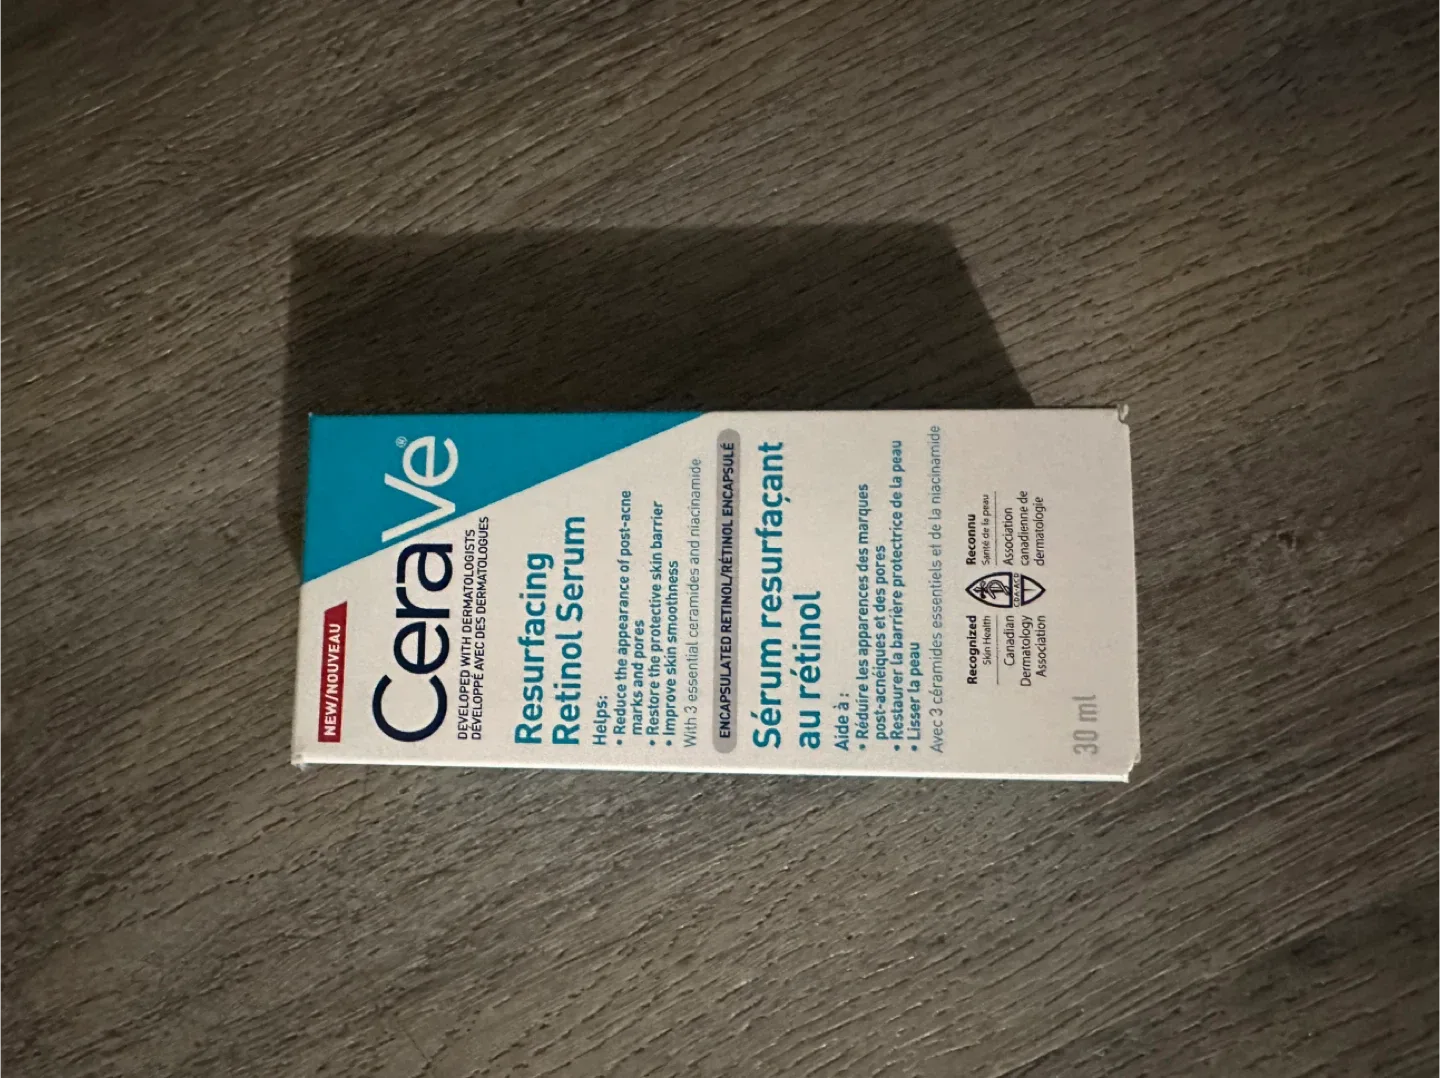 NEW/NOUVEAU
CeraVe®
DEVELOPED WITH DERMATOLOGISTS
DÉVELOPPÉ AVEC DES DERMATOLOGUES
Resurfacing
Retinol Serum
Helps:
• Reduce the appearance of post-acne
marks and pores
• Restore the protective skin barrier
• Improve skin smoothness
With 3 essential ceramides and niacinamide
ENCAPSULATED RETINOL/RÉTINOL ENCAPSULÉ
Sérum resurfaçant
au rétinol
Aide à :
• Réduire les apparences des marques
post-acnéiques et des pores
• Restaurer la barrière protectrice de la peau
• Lisser la peau
Avec 3 céramides essentiels et de la niacinamide
Recognized
Skin Health
Canadian
Dermatology
Association
CDA·ACD
Reconnu
Santé de la peau
Association
canadienne de
dermatologie
30 ml